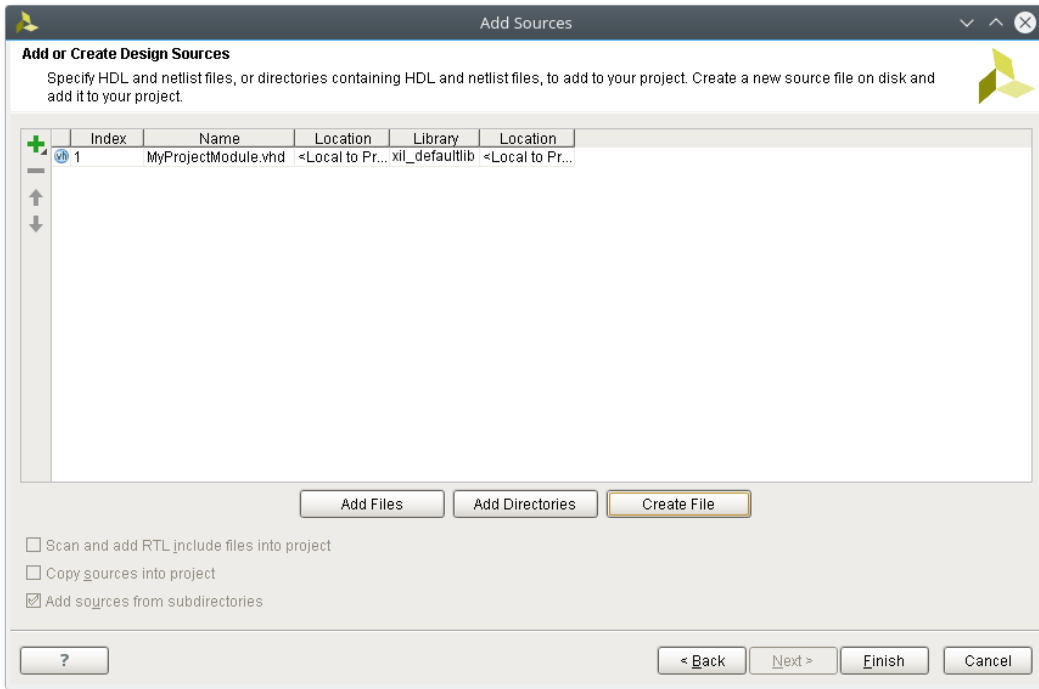 Add Sources
Add or Create Design Sources
Specify HDL and netlist files, or directories containing HDL and netlist files, to add to your project. Create a new source file on disk and
add it to your project.
Index Name Location Library Location
vh 1 MyProjectModule.vhd <Local to Pr... xil_defaultlib <Local to Pr...
Add Files Add Directories Create File
Scan and add RTL include files into project
Copy sources into project
Add sources from subdirectories
? < Back Next > Finish Cancel